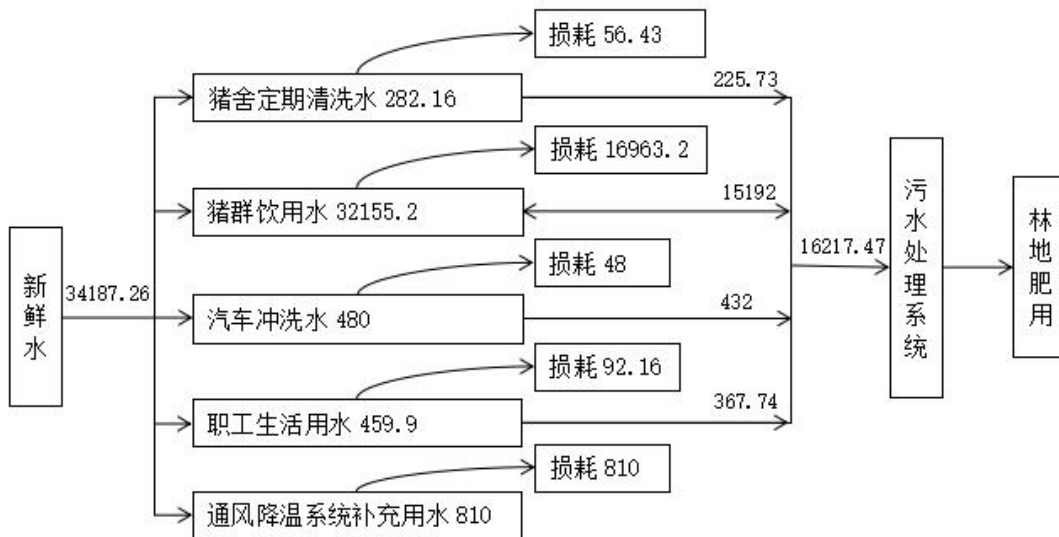 损耗 56.43
225.73
猪舍定期清洗水 282.16
损耗 16963.2
15192
猪群饮用水 32155.2
新鲜水
34187.26
损耗 48
432
汽车冲洗水 480
损耗 92.16
367.74
职工生活用水 459.9
损耗 810
通风降温系统补充用水 810
16217.47
污水处理系统
林地肥用